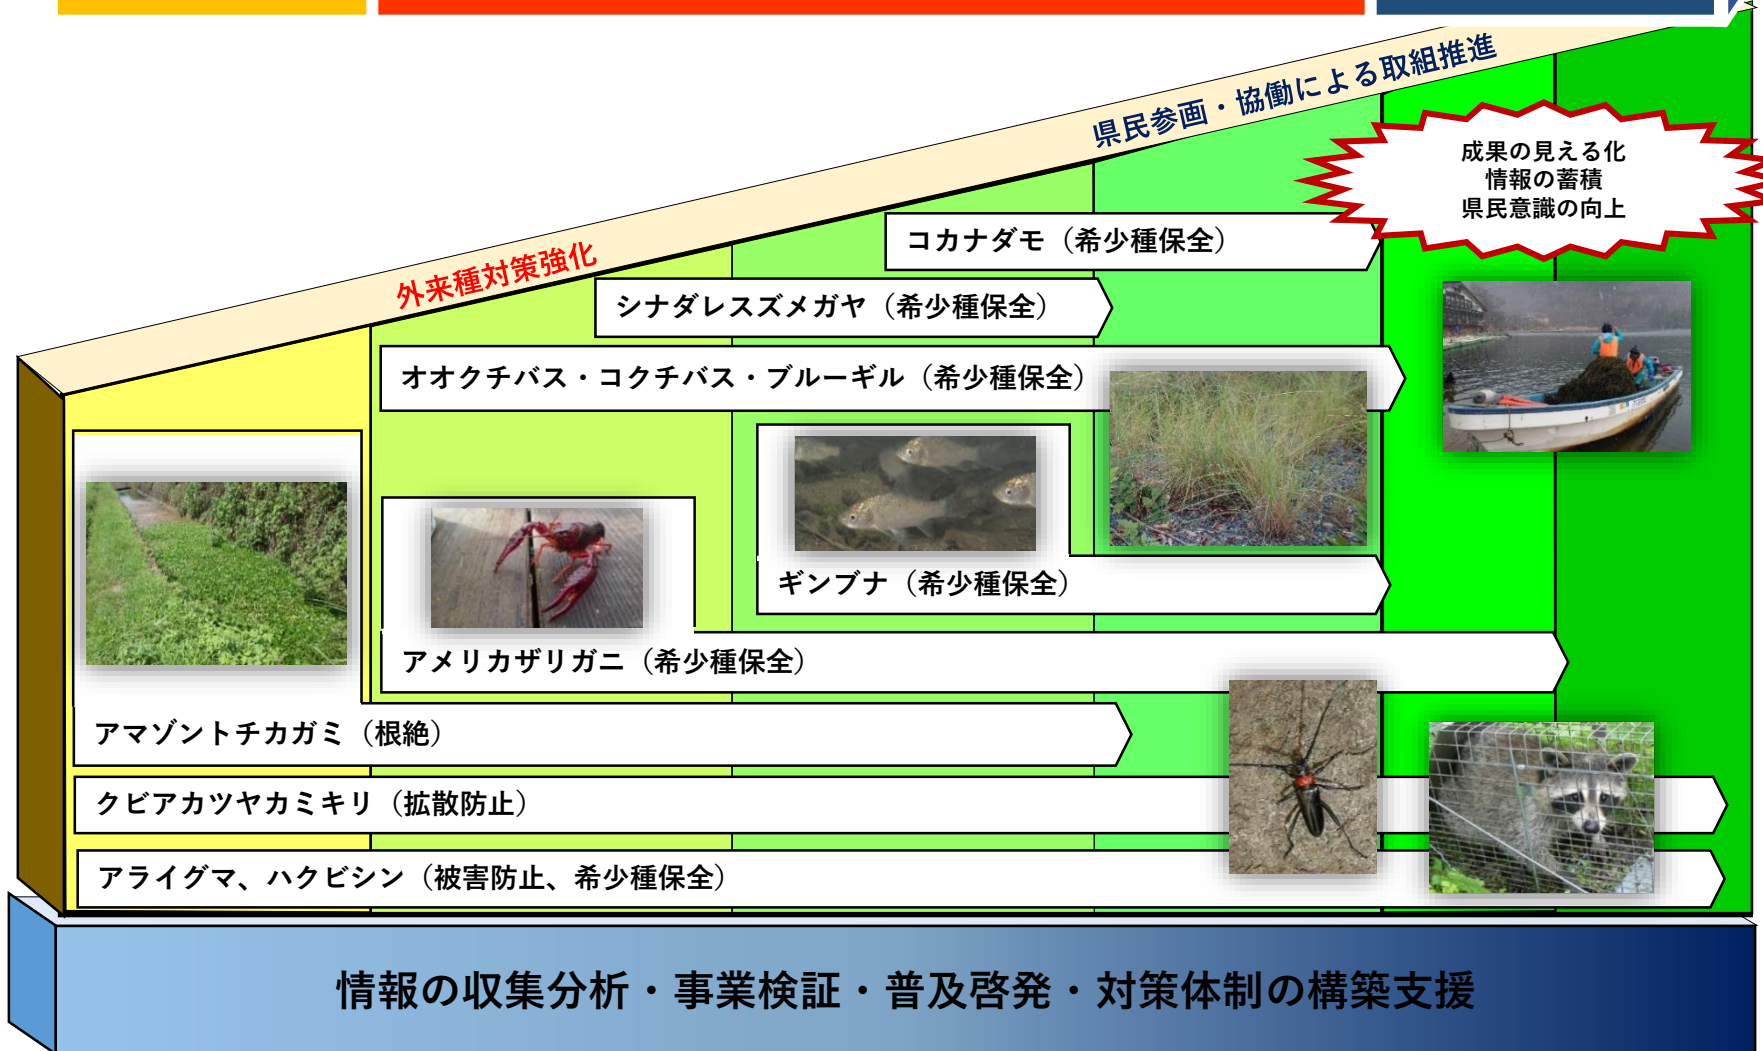 県民参画・協働による取組推進
外来種対策強化
成果の見える化
情報の蓄積
県民意識の向上
コカナダモ（希少種保全）
シナダレスズメガヤ（希少種保全）
オオクチバス・コクチバス・ブルーギル（希少種保全）
ギンブナ（希少種保全）
アメリカザリガニ（希少種保全）
アマゾントチカガミ（根絶）
クビアカツヤカミキリ（拡散防止）
アライグマ、ハクビシン（被害防止、希少種保全）
情報の収集分析・事業検証・普及啓発・対策体制の構築支援